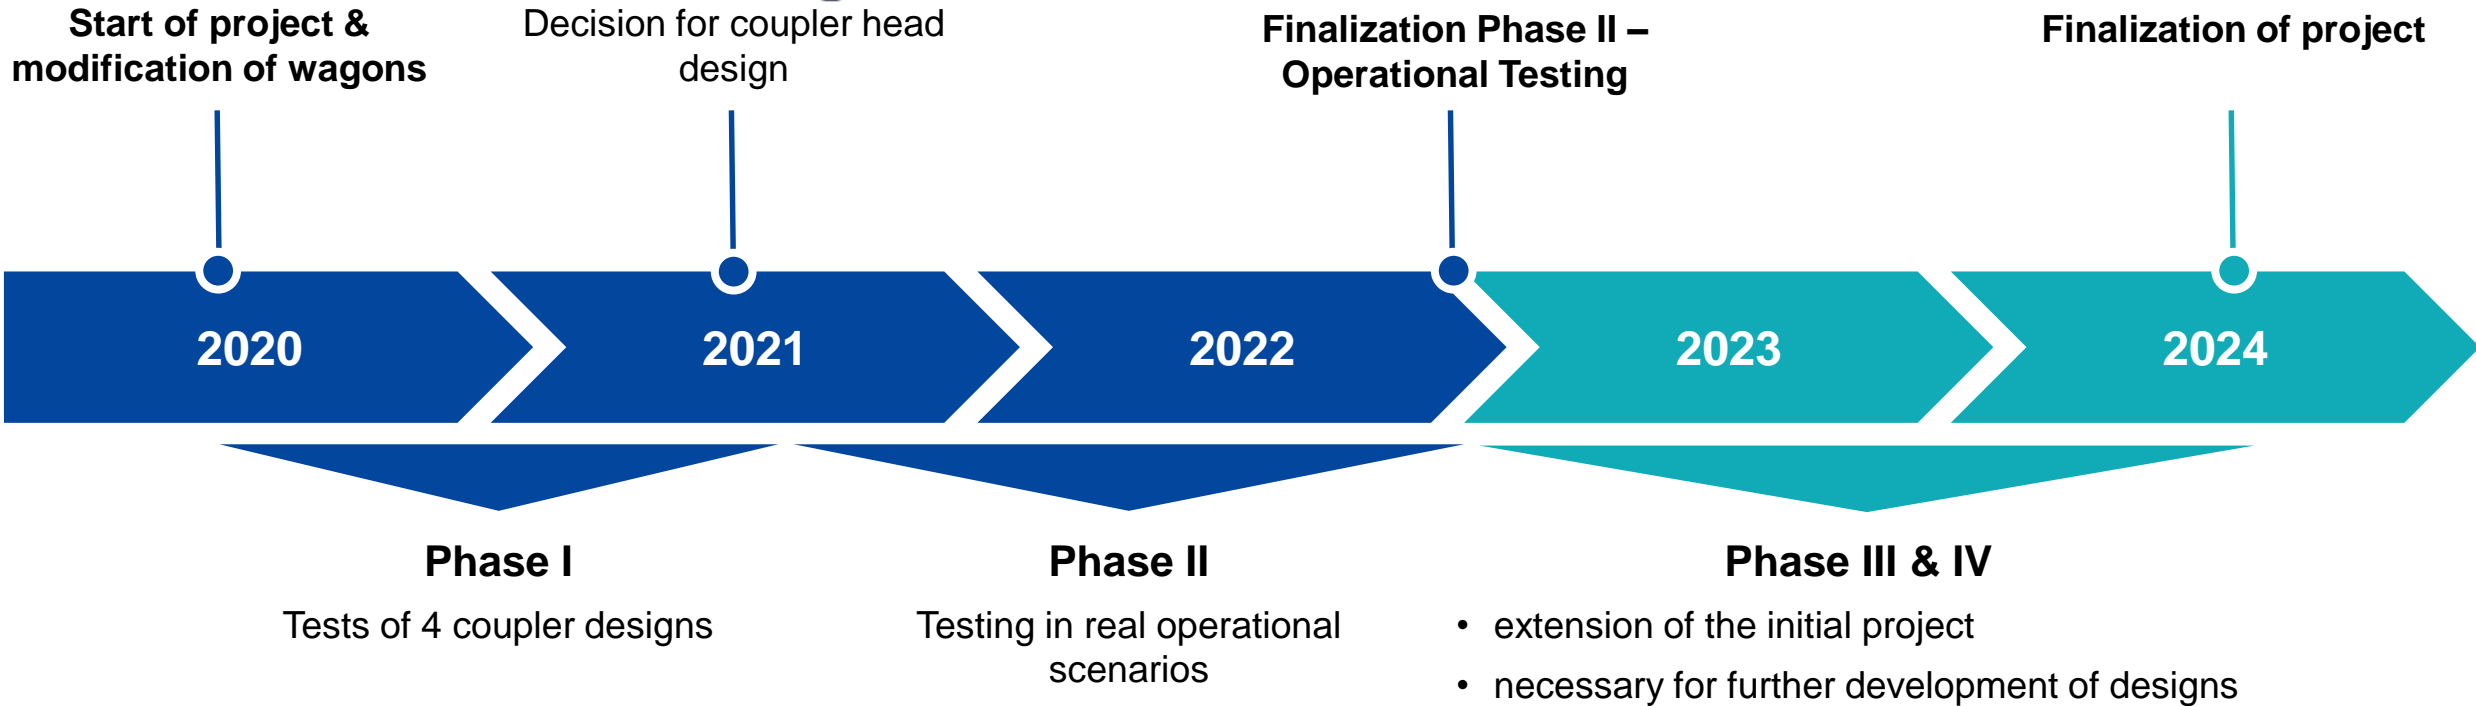 Start of project &
modification of wagons
Decision for coupler head
design
Finalization Phase II –
Operational Testing
Finalization of project
2020
2021
2022
2023
2024
Phase I
Tests of 4 coupler designs
Phase II
Testing in real operational
scenarios
Phase III & IV
• extension of the initial project
• necessary for further development of designs